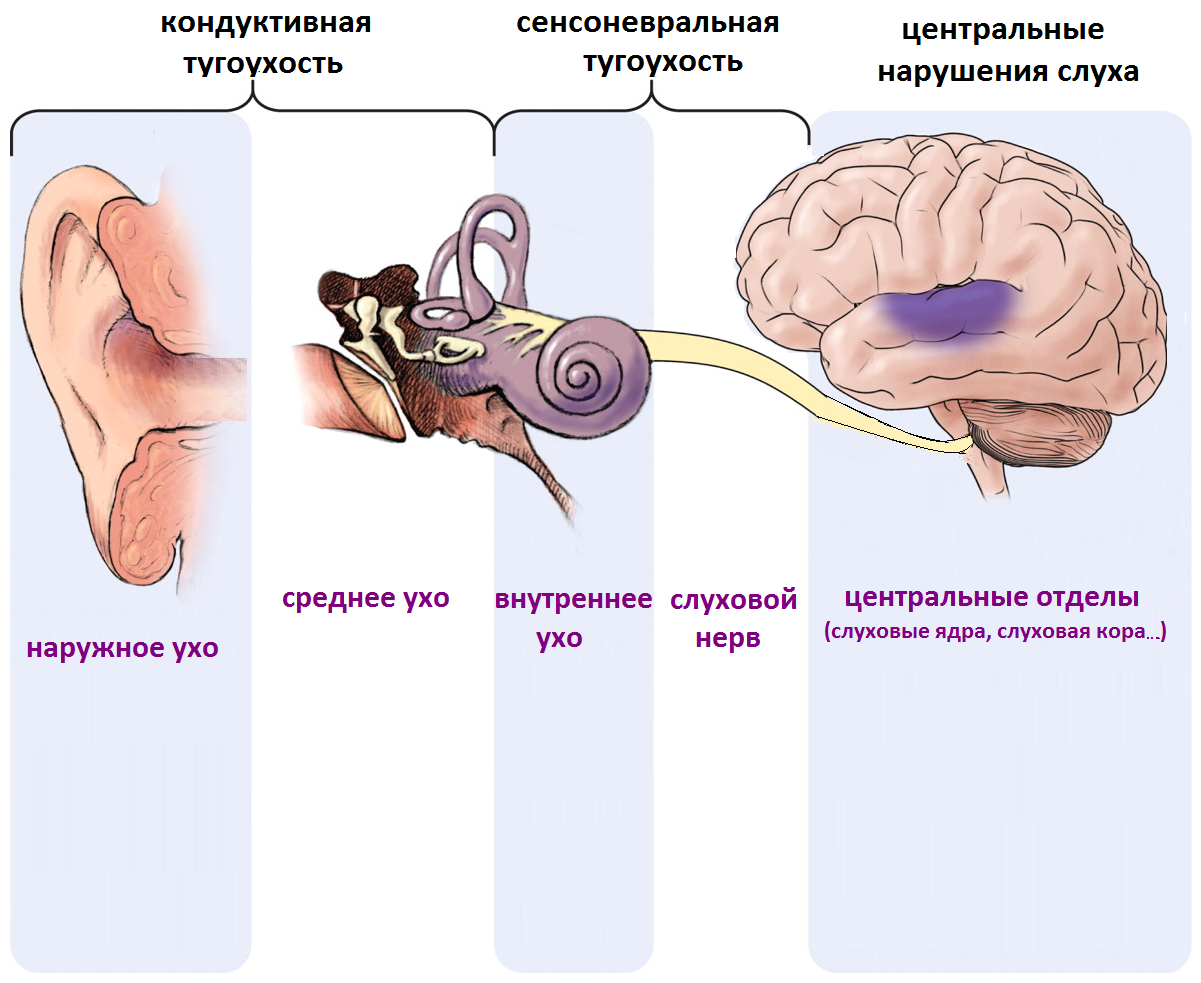 кондуктивная
тугоухость
сенсоневральная
тугоухость
центральные
нарушения слуха
наружное ухо
среднее ухо
внутреннее
ухо
слуховой
нерв
центральные отделы
(слуховые ядра, слуховая кора...)